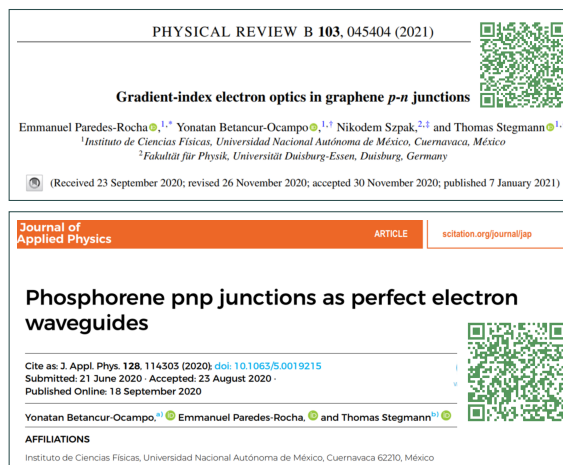 PHYSICAL REVIEW B 103, 045404 (2021)
Gradient-index electron optics in graphene p-n junctions
Emmanuel Paredes-Rocha,1,* Yonatan Betancur-Ocampo,1,† Nikodem Szpak,2,‡ and Thomas Stegmann1,
1Instituto de Ciencias Físicas, Universidad Nacional Autónoma de México, Cuernavaca, México
2Fakultät für Physik, Universität Duisburg-Essen, Duisburg, Germany
(Received 23 September 2020; revised 26 November 2020; accepted 30 November 2020; published 7 January 2021)
Journal of
Applied Physics
ARTICLE
scitation.org/journal/jap
Phosphorene pnp junctions as perfect electron
waveguides
Cite as: J. Appl. Phys. 128, 114303 (2020); doi: 10.1063/5.0019215
Submitted: 21 June 2020 · Accepted: 23 August 2020 ·
Published Online: 18 September 2020
Yonatan Betancur-Ocampo,a) Emmanuel Paredes-Rocha, and Thomas Stegmannb)
AFFILIATIONS
Instituto de Ciencias Físicas, Universidad Nacional Autónoma de México, Cuernavaca 62210, México